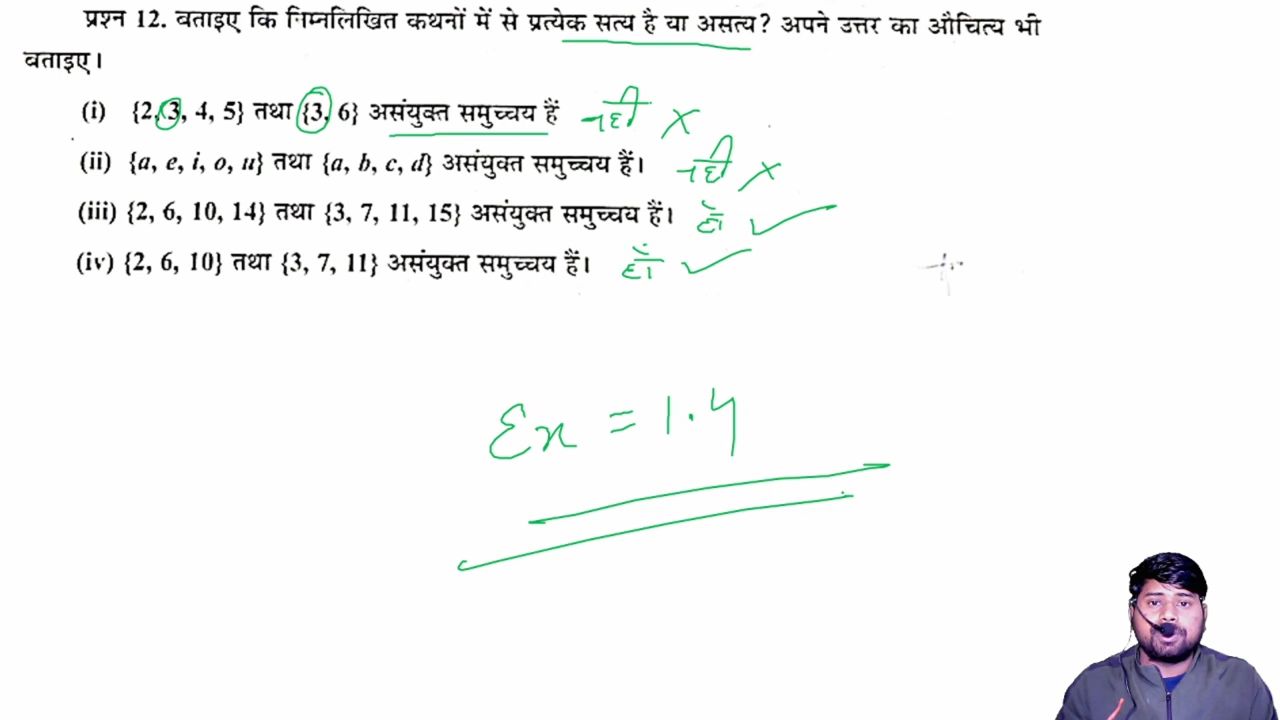 प्रश्न 12. बताइए कि निम्नलिखित कथनों में से प्रत्येक सत्य है या असत्य? अपने उत्तर का औचित्य भी
बताइए।
(i) {2, 3, 4, 5} तथा {3, 6} असंयुक्त समुच्चय हैं नही ×
(ii) {a, e, i, o, u} तथा {a, b, c, d} असंयुक्त समुच्चय हैं। नही ×
(iii) {2, 6, 10, 14} तथा {3, 7, 11, 15} असंयुक्त समुच्चय हैं। हाँ ✓
(iv) {2, 6, 10} तथा {3, 7, 11} असंयुक्त समुच्चय हैं। हाँ ✓
Ex = 1.4